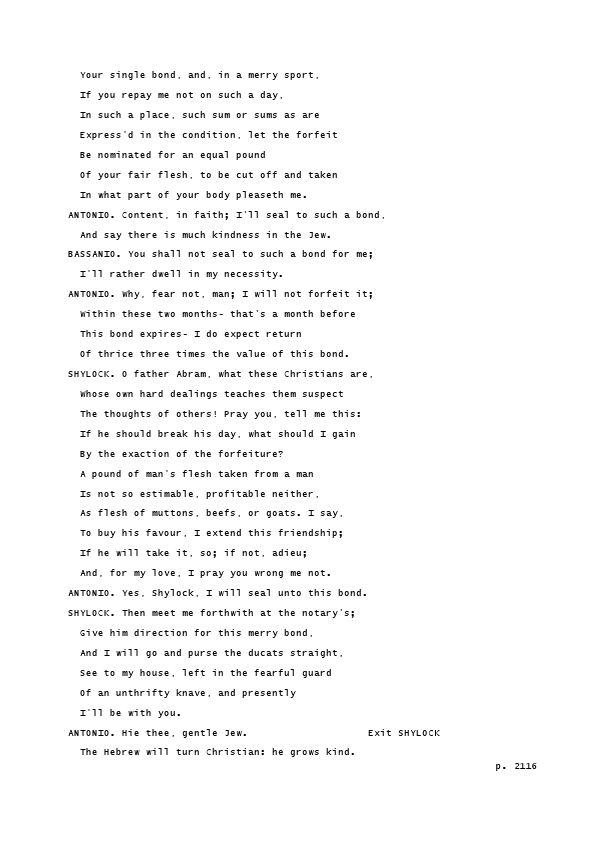 Your single bond, and, in a merry sport,
If you repay me not on such a day,
In such a place, such sum or sums as are
Express'd in the condition, let the forfeit
Be nominated for an equal pound
Of your fair flesh, to be cut off and taken
In what part of your body pleaseth me.
ANTONIO. Content, in faith; I'll seal to such a bond,
And say there is much kindness in the Jew.
BASSANIO. You shall not seal to such a bond for me;
I'll rather dwell in my necessity.
ANTONIO. Why, fear not, man; I will not forfeit it;
Within these two months- that's a month before
This bond expires- I do expect return
Of thrice three times the value of this bond.
SHYLOCK. O father Abram, what these Christians are,
Whose own hard dealings teaches them suspect
The thoughts of others! Pray you, tell me this:
If he should break his day, what should I gain
By the exaction of the forfeiture?
A pound of man's flesh taken from a man
Is not so estimable, profitable neither,
As flesh of muttons, beefs, or goats. I say,
To buy his favour, I extend this friendship;
If he will take it, so; if not, adieu;
And, for my love, I pray you wrong me not.
ANTONIO. Yes, Shylock, I will seal unto this bond.
SHYLOCK. Then meet me forthwith at the notary's;
Give him direction for this merry bond,
And I will go and purse the ducats straight,
See to my house, left in the fearful guard
Of an unthrifty knave, and presently
I'll be with you.
ANTONIO. Hie thee, gentle Jew. Exit SHYLOCK
The Hebrew will turn Christian: he grows kind.
p. 2116